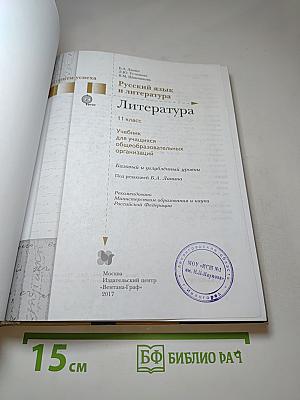 Б.А. Ланин
Л.Ю. Устинова
В.М. Шамчикова
Русский язык
и литература
Литература
11 класс
Учебник
для учащихся
общеобразовательных
организаций
Базовый и углублённый уровни
Под редакцией Б.А. Ланина
Рекомендовано
Министерством образования и науки
Российской Федерации
Москва
Издательский центр
«Вентана-Граф»
2017
15 см
БФ БИБЛИО